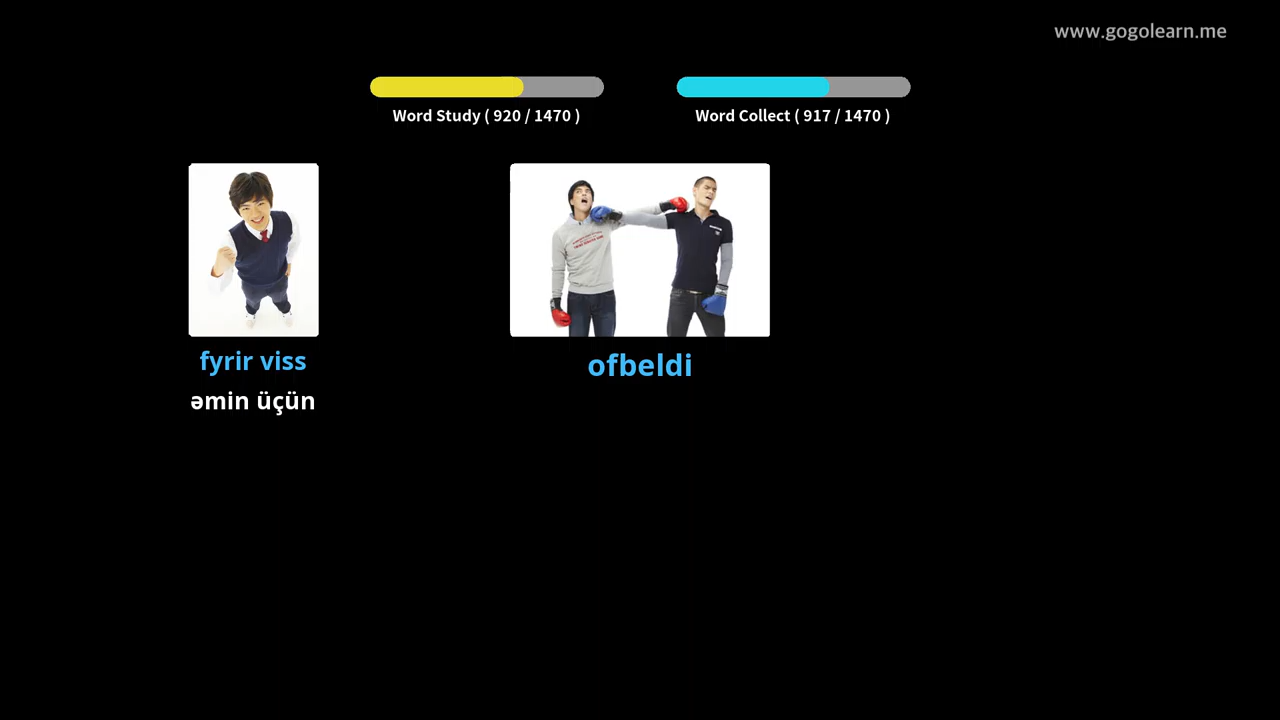 www.gogolearn.me
Word Study ( 920 / 1470 )
Word Collect ( 917 / 1470 )
fyrir viss
əmin üçün
ofbeldi